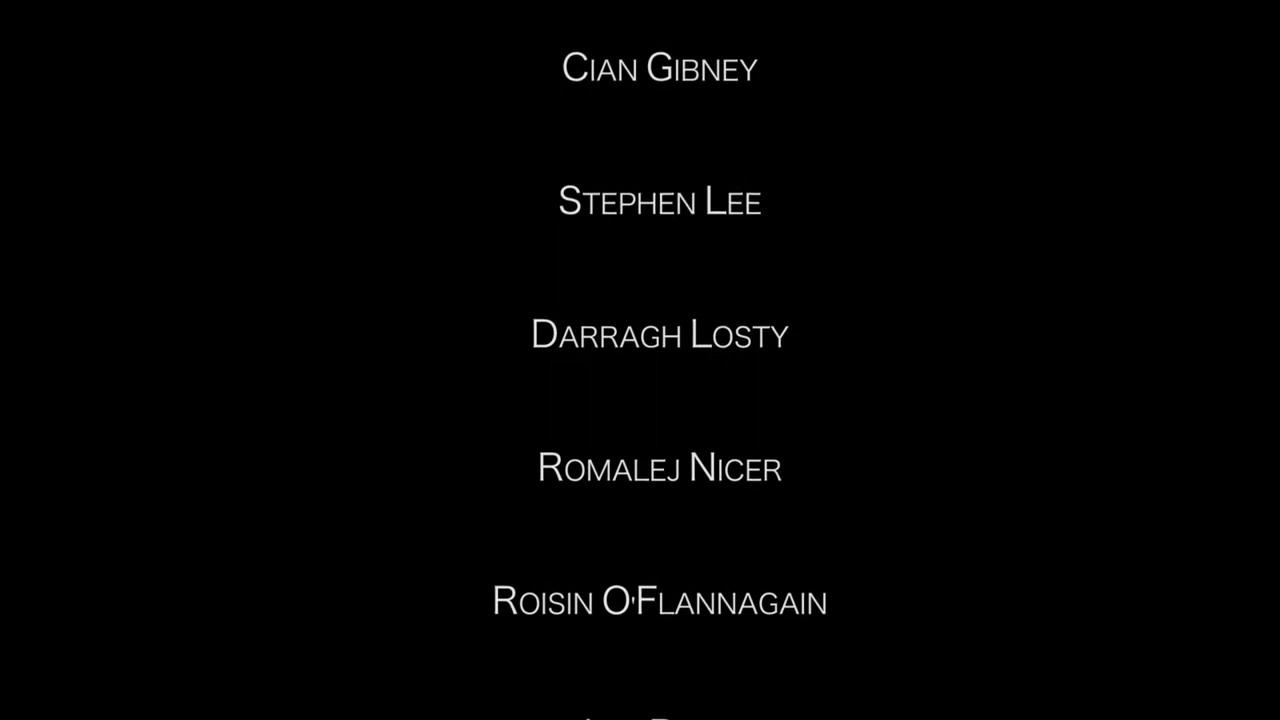 Cian Gibney
Stephen Lee
Darragh Losty
Romalej Nicer
Roisin O'Flannagain